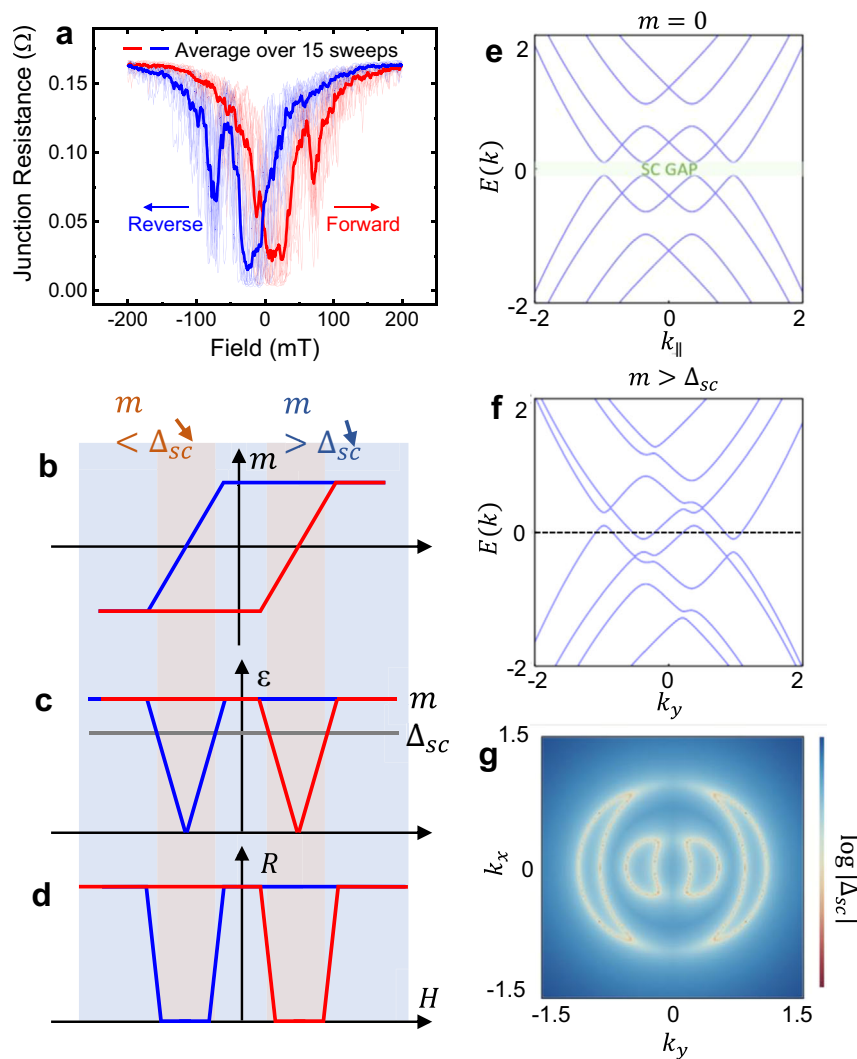 a
Average over 15 sweeps
Junction Resistance (Ω)
0.15
0.10
0.05
0.00
Reverse
Forward
-200
-100
0
100
200
Field (mT)
e
m = 0
E(k)
2
0
-2
SC GAP
-2
0
2
k∥
m
< Δsc
m
> Δsc
b
m
f
m > Δsc
E(k)
2
0
-2
-2
0
2
ky
c
ε
m
Δsc
d
R
H
g
1.5
kx
0
-1.5
-1.5
0
1.5
ky
log |Δsc|